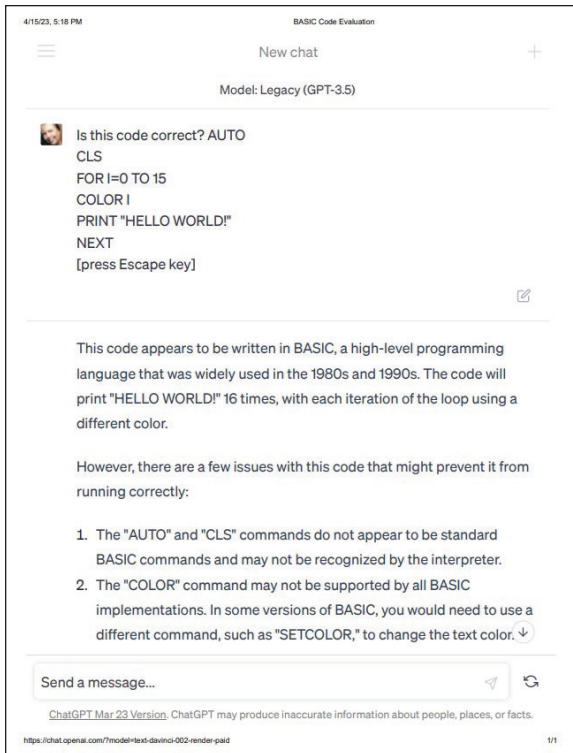 4/15/23, 5:18 PM BASIC Code Evaluation
New chat
Model: Legacy (GPT-3.5)
Is this code correct? AUTO
CLS
FOR I=0 TO 15
COLOR I
PRINT "HELLO WORLD!"
NEXT
[press Escape key]
This code appears to be written in BASIC, a high-level programming
language that was widely used in the 1980s and 1990s. The code will
print "HELLO WORLD!" 16 times, with each iteration of the loop using a
different color.
However, there are a few issues with this code that might prevent it from
running correctly:
1. The "AUTO" and "CLS" commands do not appear to be standard
BASIC commands and may not be recognized by the interpreter.
2. The "COLOR" command may not be supported by all BASIC
implementations. In some versions of BASIC, you would need to use a
different command, such as "SETCOLOR," to change the text color.
Send a message...
ChatGPT Mar 23 Version. ChatGPT may produce inaccurate information about people, places, or facts.
https://chat.openai.com/?model=text-davinci-002-render-paid 1/1